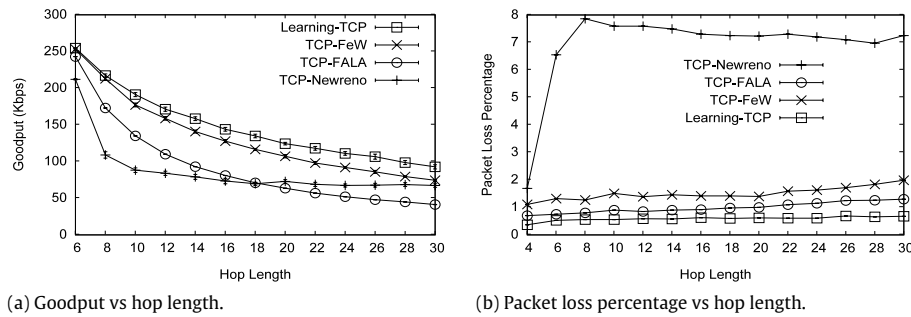 300
250
200
150
100
50
0
Goodput (Kbps)
Learning-TCP
TCP-FeW
TCP-FALA
TCP-Newreno
6 8 10 12 14 16 18 20 22 24 26 28 30
Hop Length
(a) Goodput vs hop length.
8
7
6
5
4
3
2
1
0
Packet Loss Percentage
TCP-Newreno
TCP-FALA
TCP-FeW
Learning-TCP
4 6 8 10 12 14 16 18 20 22 24 26 28 30
Hop Length
(b) Packet loss percentage vs hop length.